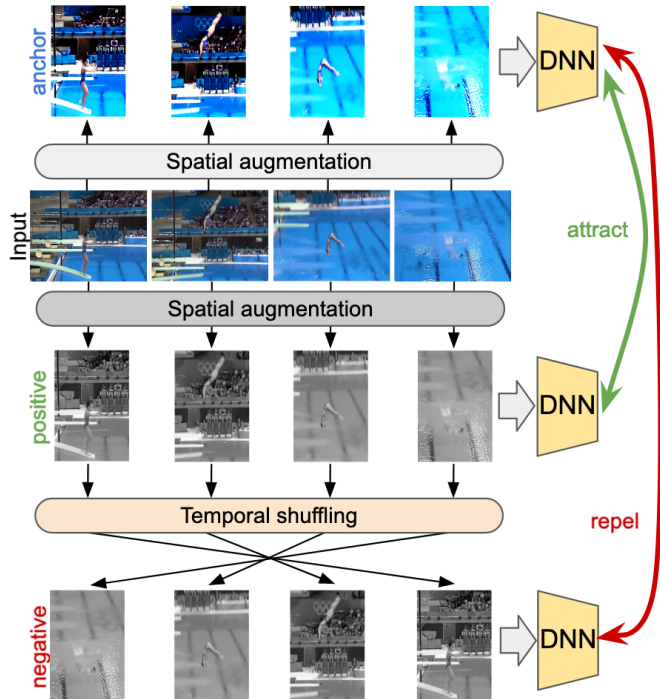 anchor
DNN
Spatial augmentation
Input
attract
Spatial augmentation
positive
DNN
Temporal shuffling
repel
negative
DNN